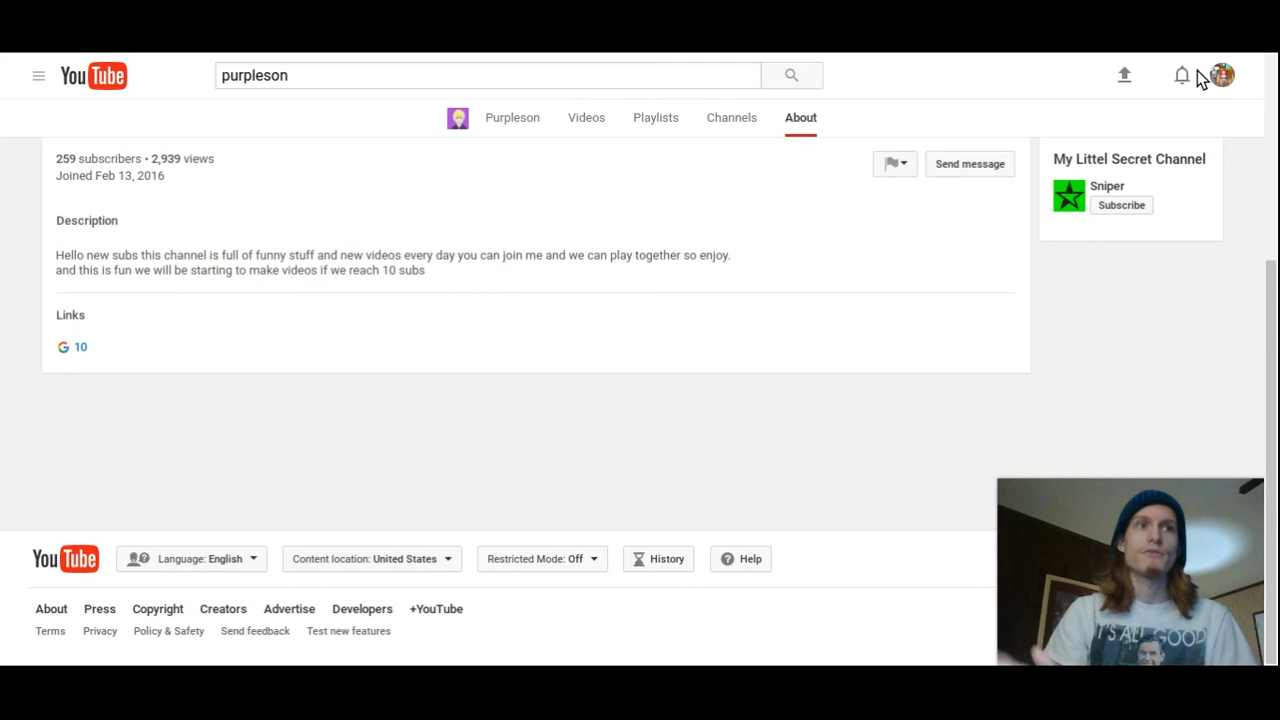 YouTube
purpleson
Purpleson Videos Playlists Channels About
259 subscribers • 2,939 views
Joined Feb 13, 2016
Send message
My Littel Secret Channel
Sniper
Subscribe
Description
Hello new subs this channel is full of funny stuff and new videos every day you can join me and we can play together so enjoy.
and this is fun we will be starting to make videos if we reach 10 subs
Links
G 10
YouTube Language: English Content location: United States Restricted Mode: Off History Help
About Press Copyright Creators Advertise Developers +YouTube
Terms Privacy Policy & Safety Send feedback Test new features
IT'S ALL GOOD